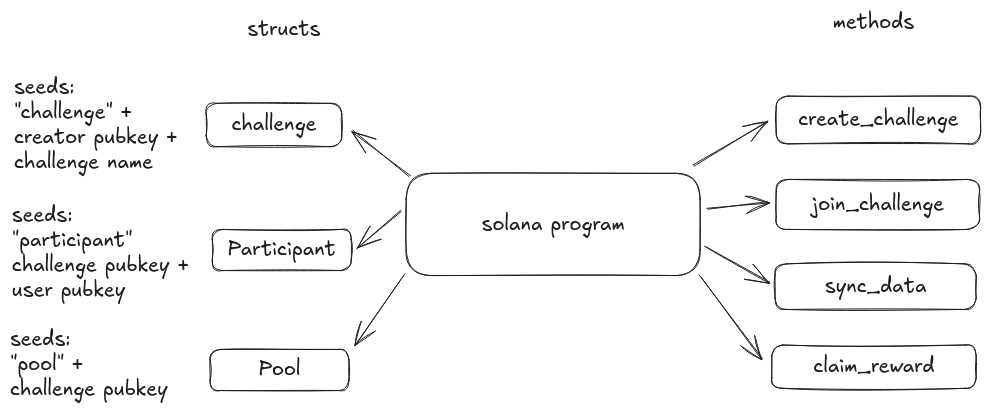 structs
methods
seeds:
"challenge" +
creator pubkey +
challenge name
challenge
create_challenge
seeds:
"participant"
challenge pubkey +
user pubkey
Participant
solana program
join_challenge
sync_data
seeds:
"pool" +
challenge pubkey
Pool
claim_reward